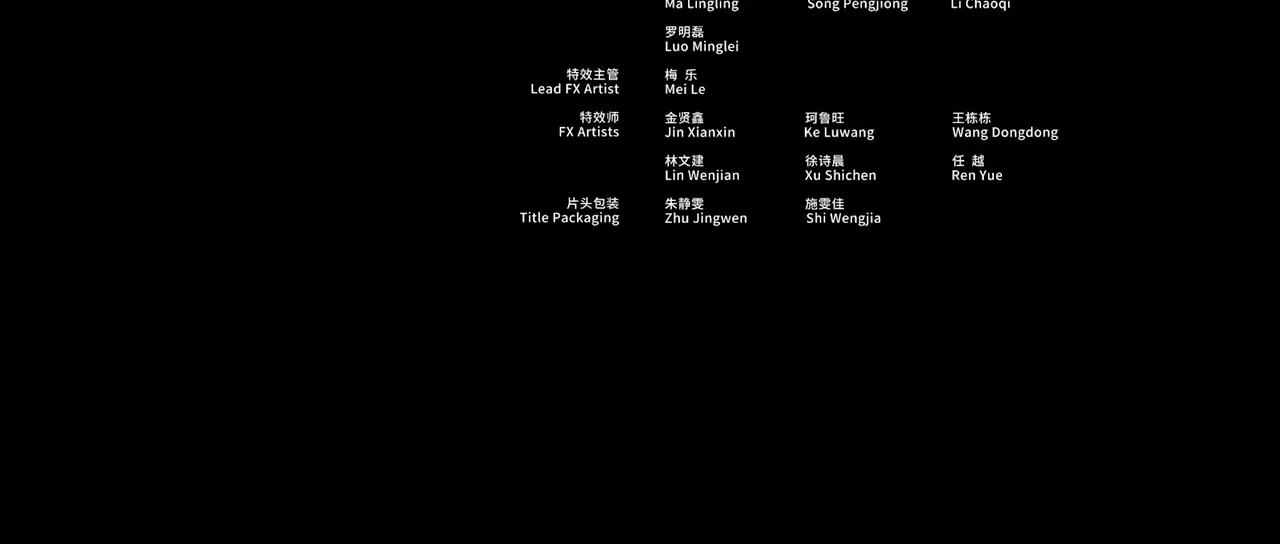 Ma Lingling Song Pengjiong Li Chaoqi
罗明磊
Luo Minglei
特效主管 梅 乐
Lead FX Artist Mei Le
特效师 金贤鑫 珂鲁旺 王栋栋
FX Artists Jin Xianxin Ke Luwang Wang Dongdong
林文建 徐诗晨 任 越
Lin Wenjian Xu Shichen Ren Yue
片头包装 朱静雯 施雯佳
Title Packaging Zhu Jingwen Shi Wengjia